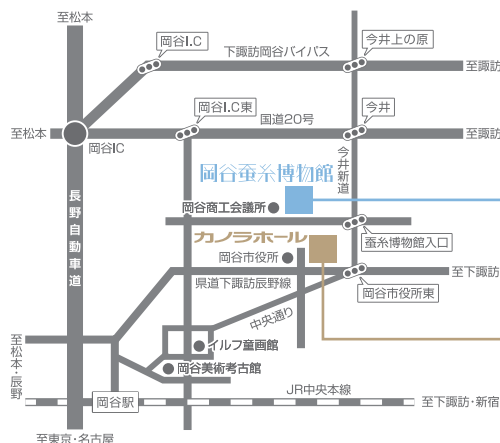 至松本
岡谷I.C
下諏訪岡谷バイパス
今井上の原
至諏訪
岡谷I.C東
国道20号
今井
至松本
至諏訪
岡谷IC
今井新道
岡谷蚕糸博物館
長野自動車道
岡谷商工会議所
カノラホール
蚕糸博物館入口
岡谷市役所
至下諏訪
県道下諏訪辰野線
岡谷市役所東
中央通り
至松本・辰野
イルフ童画館
岡谷美術考古館
岡谷駅
JR中央本線
至下諏訪・新宿
至東京・名古屋